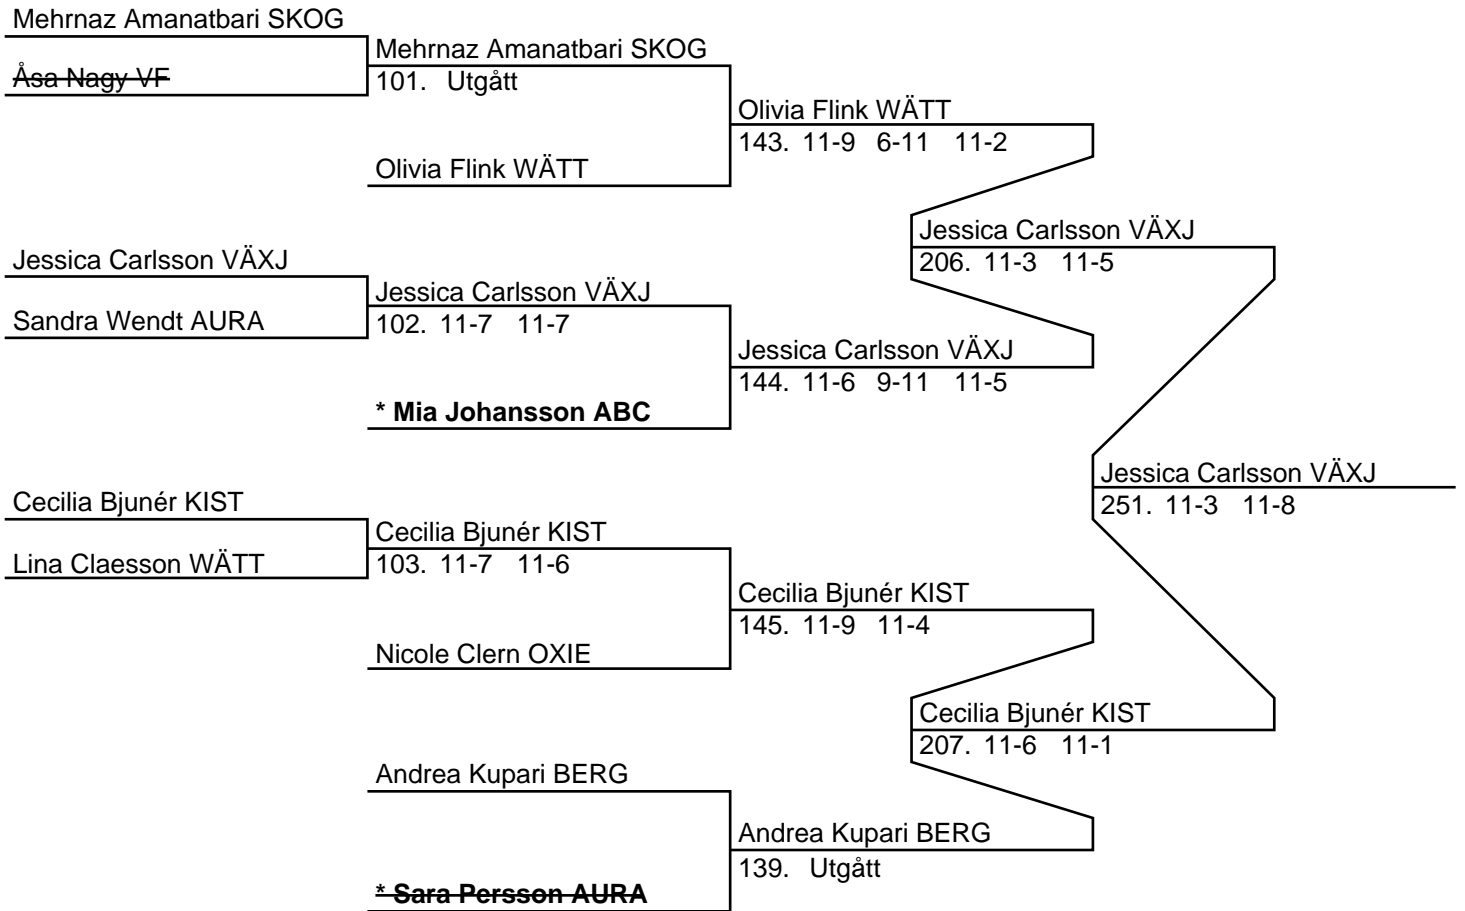 Mehrnaz Amanatbari SKOG
Mehrnaz Amanatbari SKOG
Åsa Nagy VF
101. Utgått
Olivia Flink WÄTT
143. 11-9 6-11 11-2
Olivia Flink WÄTT
Jessica Carlsson VÄXJ
206. 11-3 11-5
Jessica Carlsson VÄXJ
Jessica Carlsson VÄXJ
Sandra Wendt AURA
102. 11-7 11-7
Jessica Carlsson VÄXJ
144. 11-6 9-11 11-5
* Mia Johansson ABC
Jessica Carlsson VÄXJ
251. 11-3 11-8
Cecilia Bjunér KIST
Cecilia Bjunér KIST
Lina Claesson WÄTT
103. 11-7 11-6
Cecilia Bjunér KIST
145. 11-9 11-4
Nicole Clern OXIE
Cecilia Bjunér KIST
207. 11-6 11-1
Andrea Kupari BERG
Andrea Kupari BERG
139. Utgått
* Sara Persson AURA